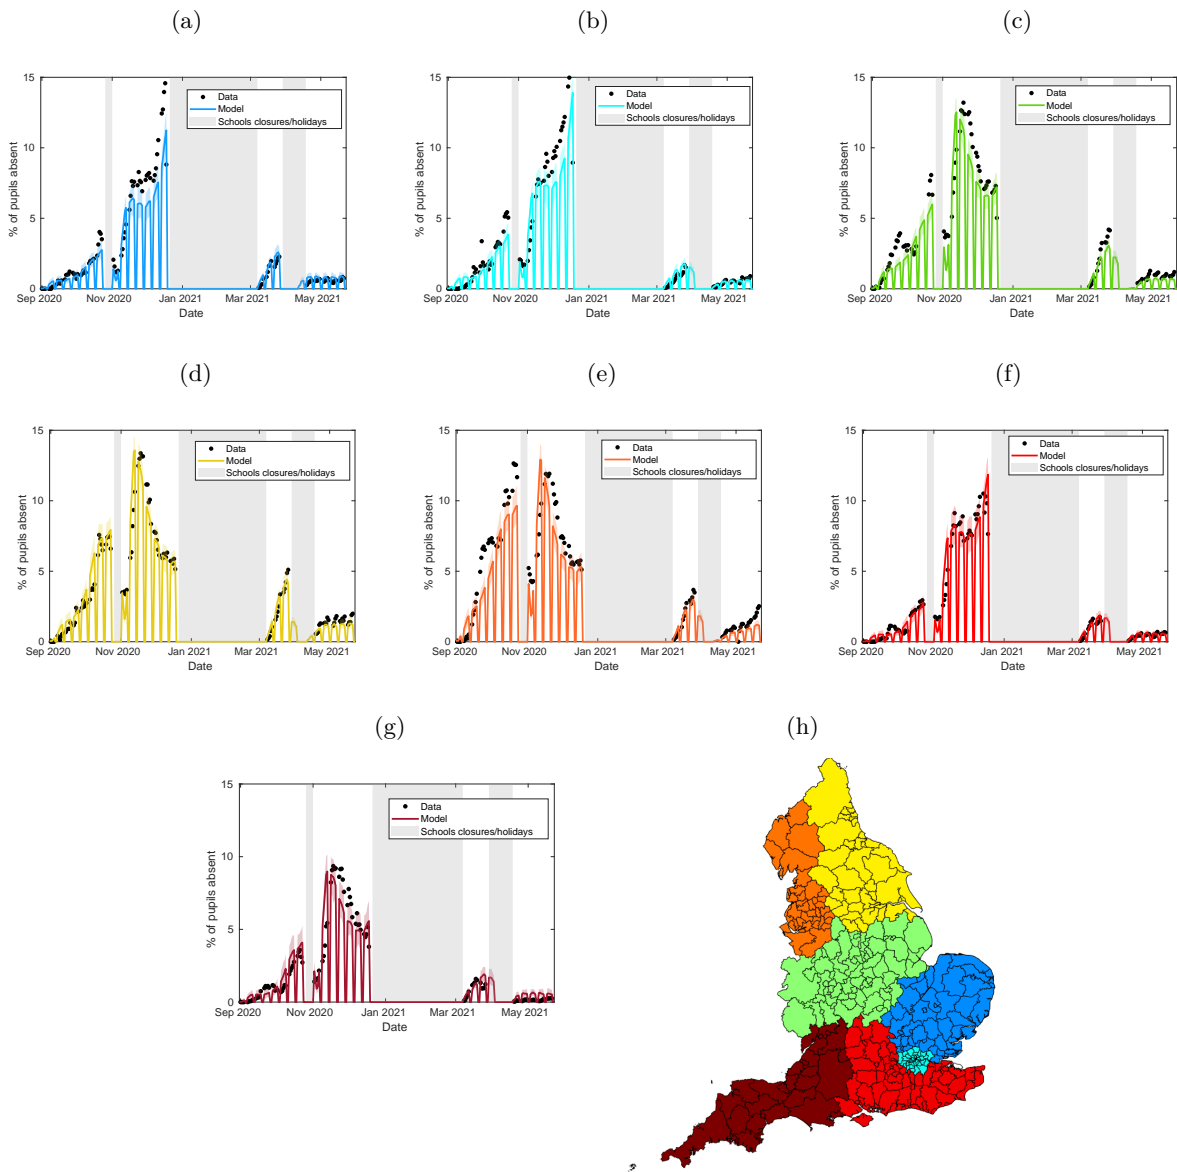 (a)
15
10
5
0
% of pupils absent
Data
Model
Schools closures/holidays
Sep 2020 Nov 2020 Jan 2021 Mar 2021 May 2021
Date
(b)
15
10
5
0
% of pupils absent
Data
Model
Schools closures/holidays
Sep 2020 Nov 2020 Jan 2021 Mar 2021 May 2021
Date
(c)
15
10
5
0
% of pupils absent
Data
Model
Schools closures/holidays
Sep 2020 Nov 2020 Jan 2021 Mar 2021 May 2021
Date
(d)
15
10
5
0
% of pupils absent
Data
Model
Schools closures/holidays
Sep 2020 Nov 2020 Jan 2021 Mar 2021 May 2021
Date
(e)
15
10
5
0
% of pupils absent
Data
Model
Schools closures/holidays
Sep 2020 Nov 2020 Jan 2021 Mar 2021 May 2021
Date
(f)
15
10
5
0
% of pupils absent
Data
Model
Schools closures/holidays
Sep 2020 Nov 2020 Jan 2021 Mar 2021 May 2021
Date
(g)
15
10
5
0
% of pupils absent
Data
Model
Schools closures/holidays
Sep 2020 Nov 2020 Jan 2021 Mar 2021 May 2021
Date
(h)